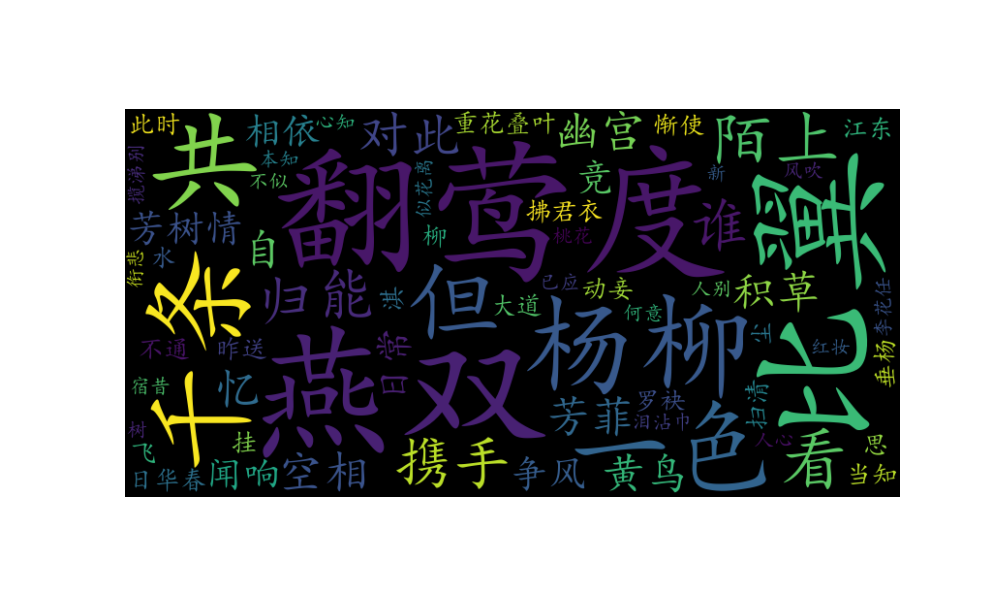 此时
共
相依
心知
对此
重花叠叶
幽宫
惭使
陌上
江东
揽涕别
本知
不似
翻莺度
似花离
竞
新
风吹
比翼
芳树情
自
柳
拂君衣
桃花
谁
衔悲
水
千条
归能
淇
但
大道
已应
动妾
何意
人别
积草
李花任
杨柳
上
红妆
垂杨
不通
昨送
燕双
常
日
宿昔
忆
芳菲
罗袂
泪沾巾
扫清
一色
树
飞
挂
人心
看
思
日华春
闻响
空相
携手
争风
黄鸟
当知